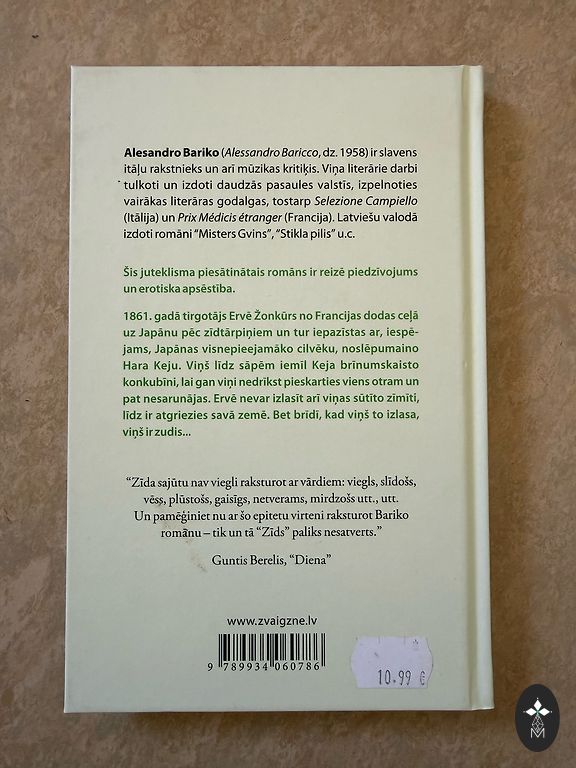 Alesandro Bariko (Alessandro Baricco, dz. 1958) ir slavens
itāļu rakstnieks un arī mūzikas kritiķis. Viņa literārie darbi
tulkoti un izdoti daudzās pasaules valstīs, izpelnoties
vairākas literāras godalgas, tostarp Selezione Campiello
(Itālija) un Prix Médicis étranger (Francija). Latviešu valodā
izdoti romāni “Misters Gvins”, “Stikla pilis” u.c.
Šis juteklisma piesātinātais romāns ir reizē piedzīvojums
un erotiska apsēstība.
1861. gadā tirgotājs Ervē Žonkūrs no Francijas dodas ceļā
uz Japānu pēc zīdtārpiņiem un tur iepazīstas ar, iespē-
jams, Japānas visnepieejamāko cilvēku, noslēpumaino
Hara Keju. Viņš līdz sāpēm iemīl Keja brīnumskaisto
konkubīni, lai gan viņi nedrīkst pieskarties viens otram un
pat nesarunājas. Ervē nevar izlasīt arī viņas sūtīto zīmīti,
līdz ir atgriezies savā zemē. Bet brīdī, kad viņš to izlasa,
viņš ir zudis...
“Zīda sajūtu nav viegli raksturot ar vārdiem: viegls, slīdošs,
vēss, plūstošs, gaisīgs, netverams, mirdzošs utt., utt.
Un pamēģiniet nu ar šo epitetu virteni raksturot Bariko
romānu – tik un tā “Zīds” paliks nesatverts.”
Guntis Berelis, “Diena”
www.zvaigzne.lv
9 789934 060786
10.99 €
M